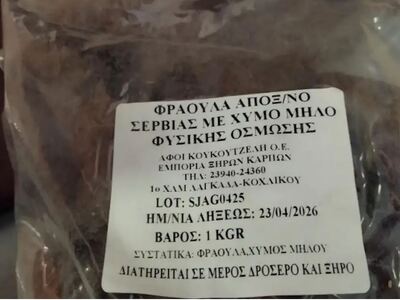 ΦΡΑΟΥΛΑ ΑΠΟΞ/ΝΟ
ΣΕΡΒΙΑΣ ΜΕ ΧΥΜΟ ΜΗΛΟ
ΦΥΣΙΚΗΣ ΟΣΜΩΣΗΣ
ΑΦΟΙ ΚΟΥΚΟΥΤΖΕΛΗ Ο.Ε.
ΕΜΠΟΡΙΑ ΞΗΡΩΝ ΚΑΡΠΩΝ
ΤΗΛ: 23940-24360
1ο ΧΛΜ ΛΑΓΚΑΔΑ-ΚΟΛΧΙΚΟΥ
LOT: SJAG0425
ΗΜ/ΝΙΑ ΛΗΞΕΩΣ: 23/04/2026
ΒΑΡΟΣ: 1 KGR
ΣΥΣΤΑΤΙΚΑ: ΦΡΑΟΥΛΑ,ΧΥΜΟΣ ΜΗΛΟΥ
ΔΙΑΤΗΡΕΙΤΑΙ ΣΕ ΜΕΡΟΣ ΔΡΟΣΕΡΟ ΚΑΙ ΞΗΡΟ